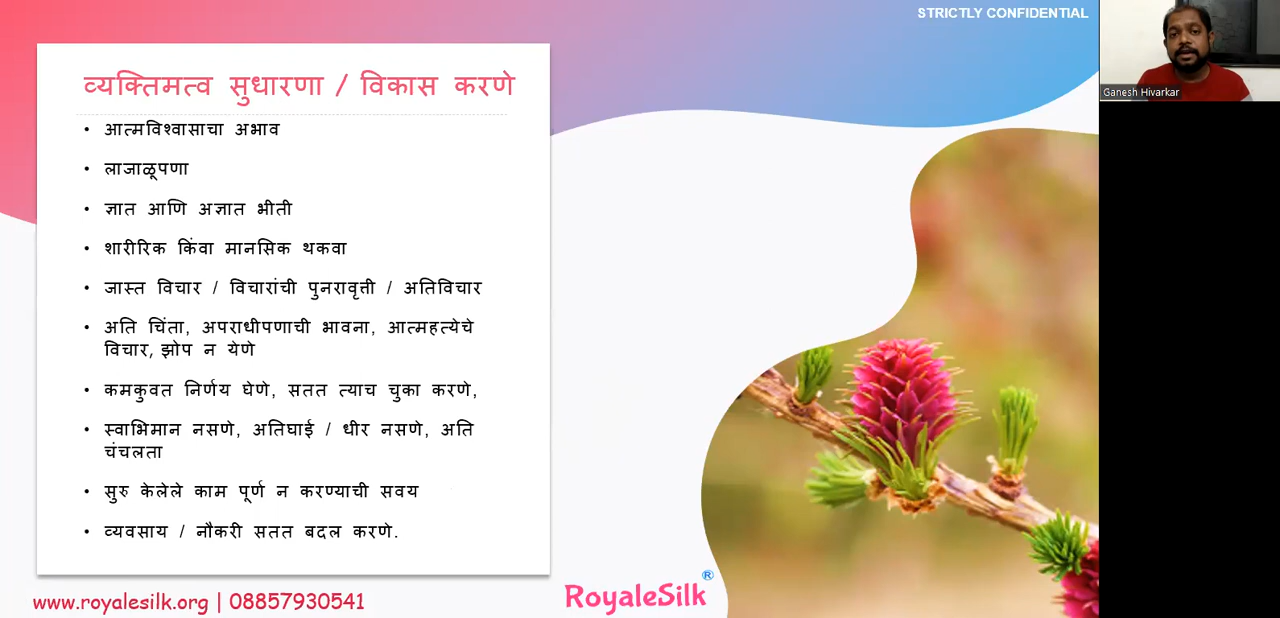 STRICTLY CONFIDENTIAL
व्यक्तिमत्व सुधारणा / विकास करणे
• आत्मविश्वासाचा अभाव
• लाजाळूपणा
• ज्ञात आणि अज्ञात भीती
• शारीरिक किंवा मानसिक थकवा
• जास्त विचार / विचारांची पुनरावृत्ती / अतिविचार
• अति चिंता, अपराधीपणाची भावना, आत्महत्येचे
विचार, झोप न येणे
• कमकुवत निर्णय घेणे, सतत त्याच चुका करणे,
• स्वाभिमान नसणे, अतिघाई / धीर नसणे, अति
चंचलता
• सुरु केलेले काम पूर्ण न करण्याची सवय
• व्यवसाय / नौकरी सतत बदल करणे.
www.royalesilk.org | 08857930541
RoyaleSilk®
Ganesh Hivarkar